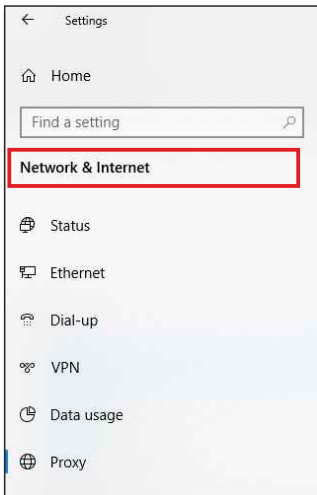 Settings
Home
Find a setting
Network & Internet
Status
Ethernet
Dial-up
VPN
Data usage
Proxy